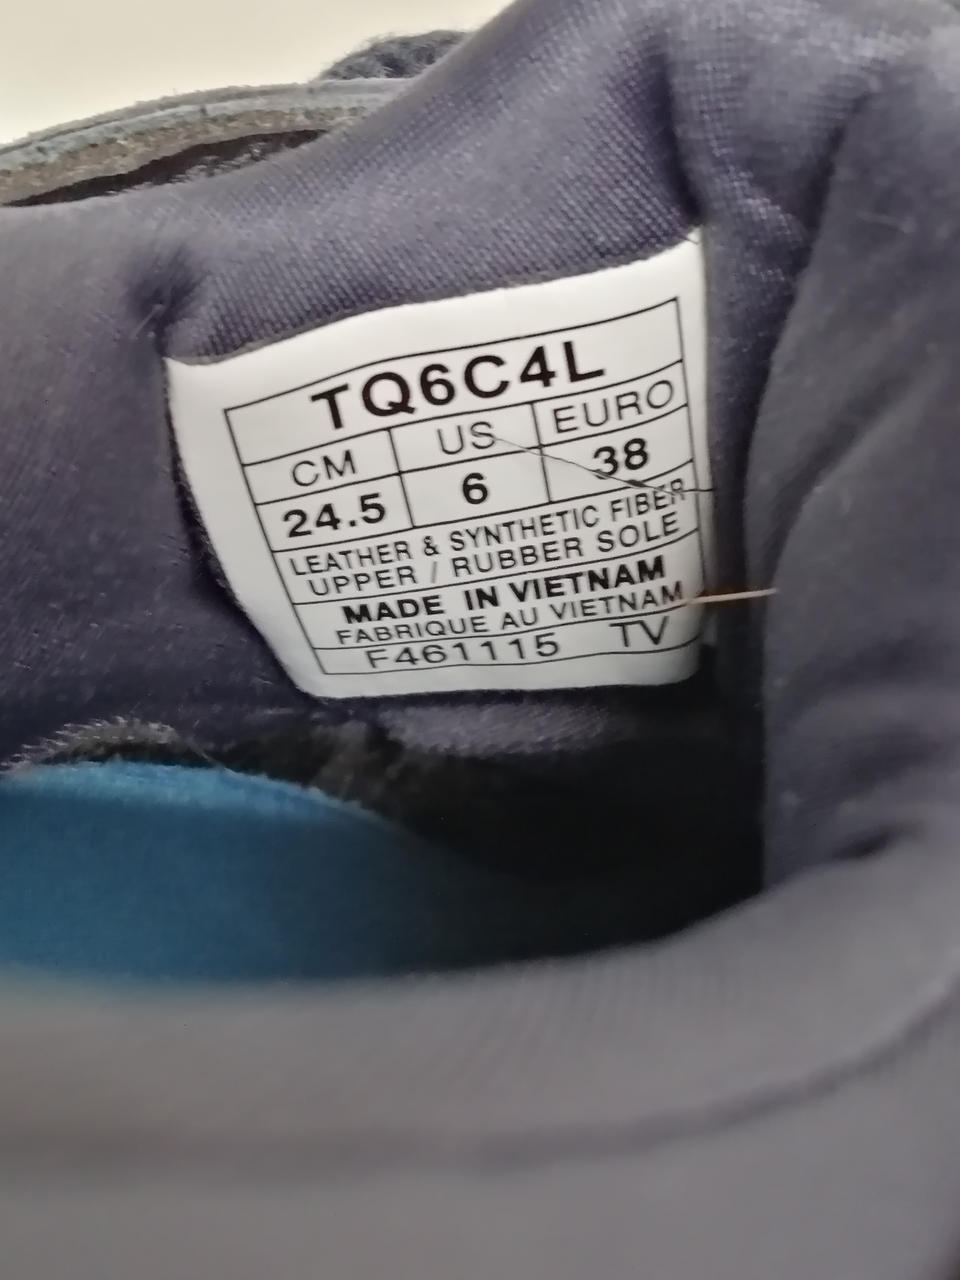 TQ6C4L
CM US EURO
24.5 6 38
LEATHER & SYNTHETIC FIBER
UPPER / RUBBER SOLE
MADE IN VIETNAM
FABRIQUE AU VIETNAM
F461115 TV